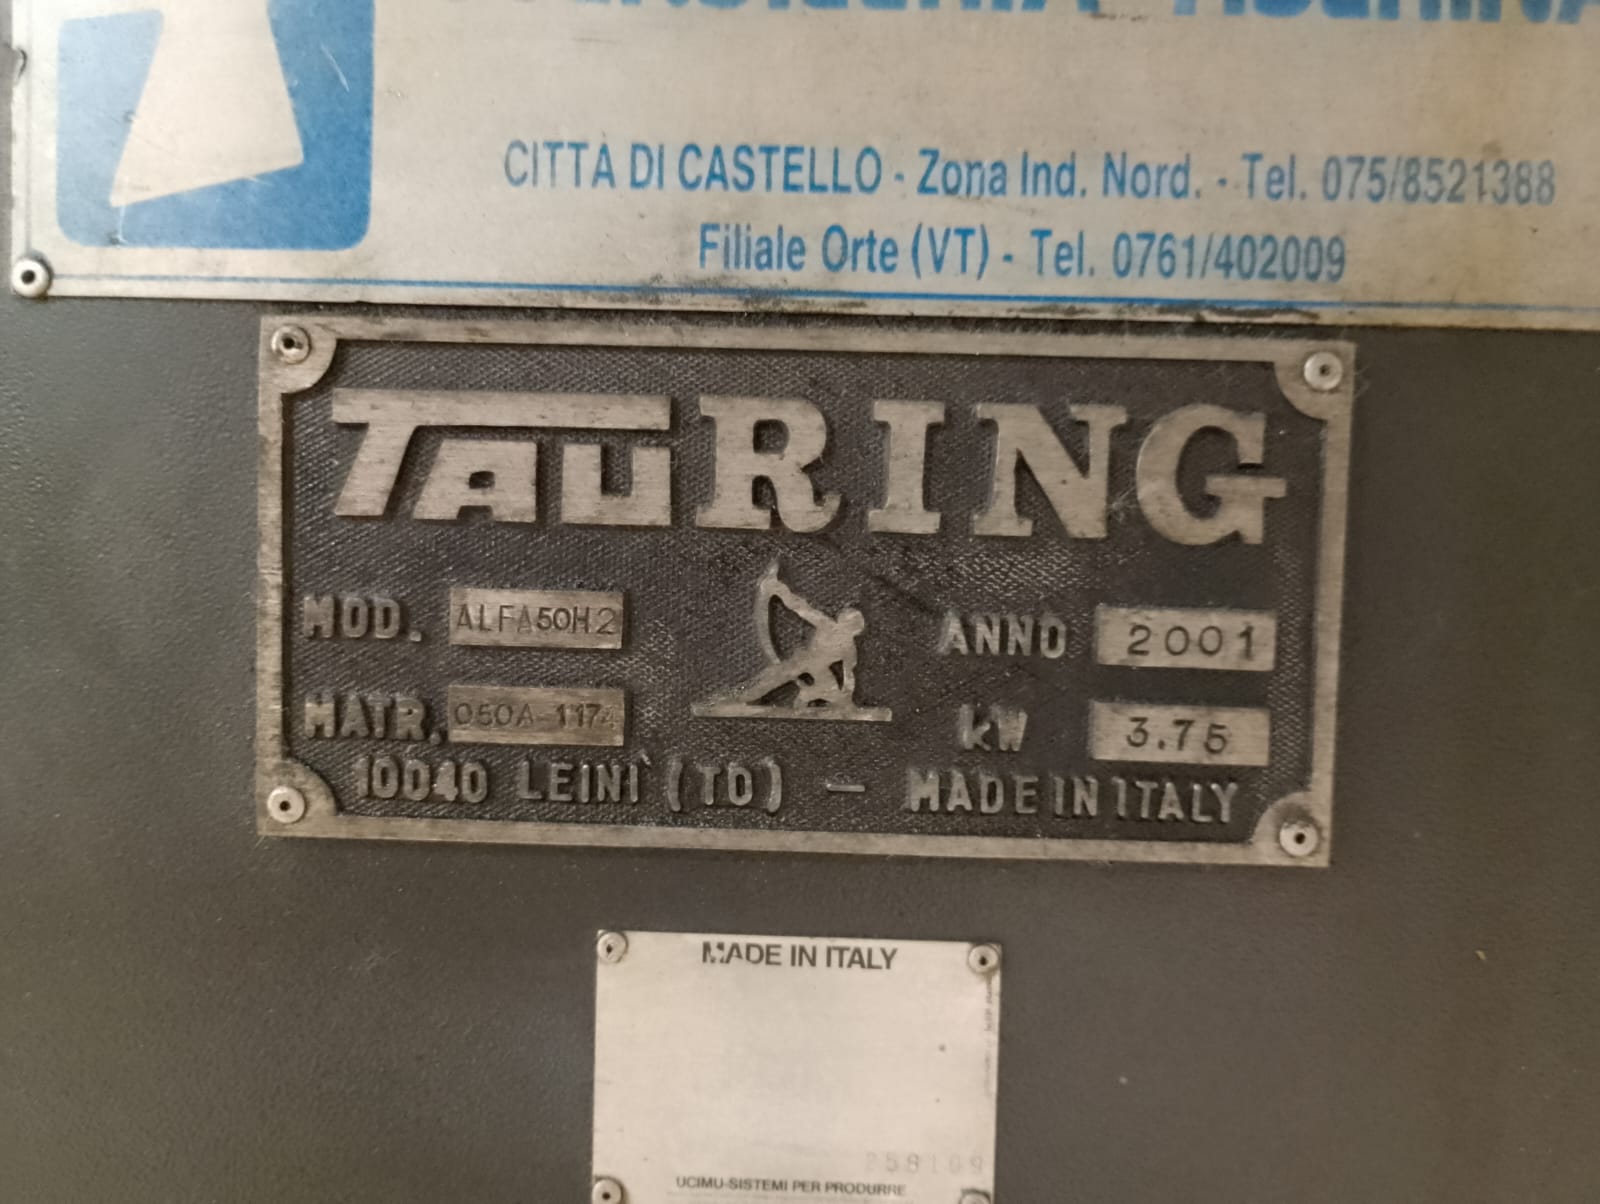 CITTÀ DI CASTELLO - Zona Ind. Nord. - Tel. 075/8521388
Filiale Orte (VT) - Tel. 0761/402009
TAURING
MOD. ALFA50H2
ANNO 2001
MATR. 050A-1174
kW 3.75
10040 LEINÌ (TO) — MADE IN ITALY
MADE IN ITALY
258109
UCIMU-SISTEMI PER PRODURRE